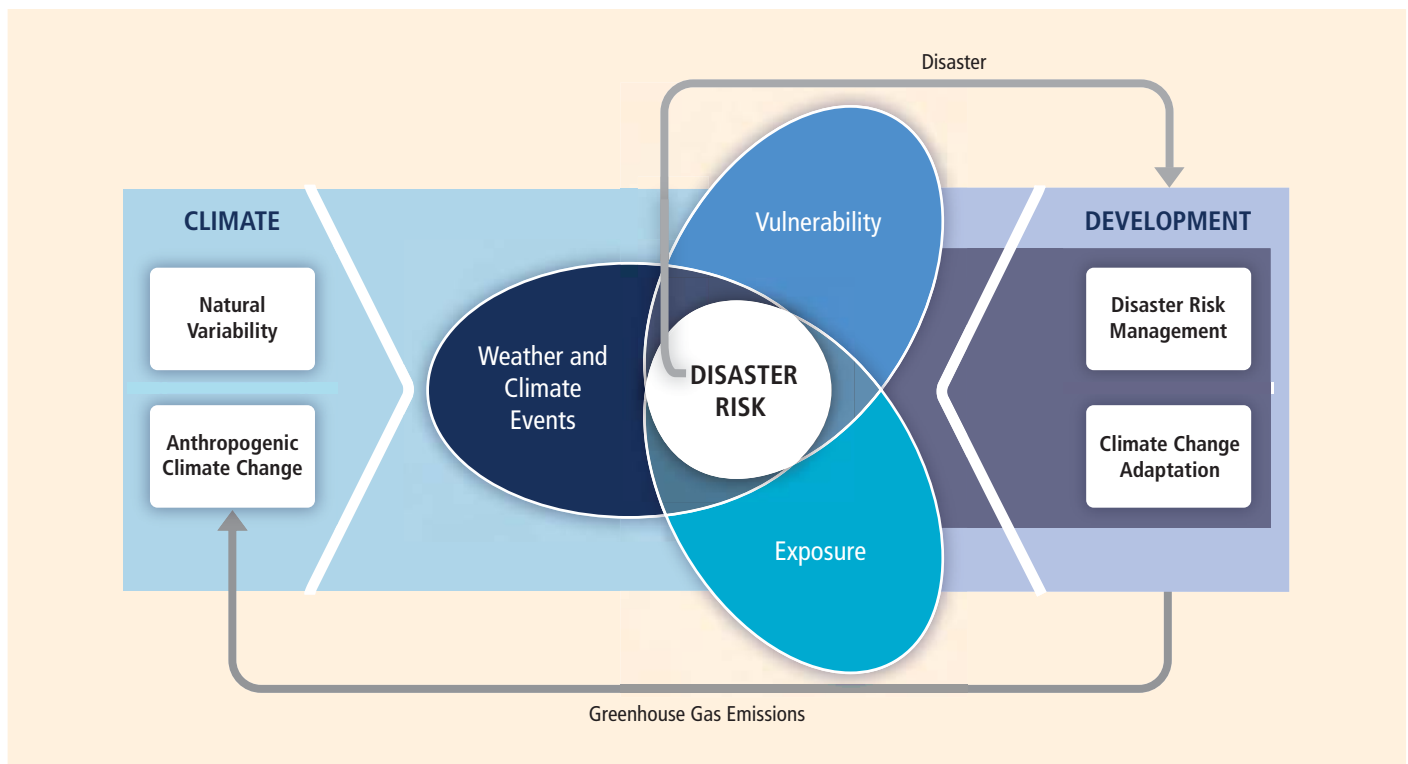 Disaster
CLIMATE
Natural
Variability
Anthropogenic
Climate Change
Weather and
Climate
Events
Vulnerability
DISASTER
RISK
Exposure
DEVELOPMENT
Disaster Risk
Management
Climate Change
Adaptation
Greenhouse Gas Emissions